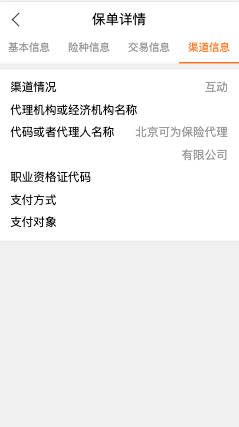 保单详情
基本信息 险种信息 交易信息 渠道信息
渠道情况 互动
代理机构或经济机构名称
代码或者代理人名称 北京可为保险代理
有限公司
职业资格证代码
支付方式
支付对象